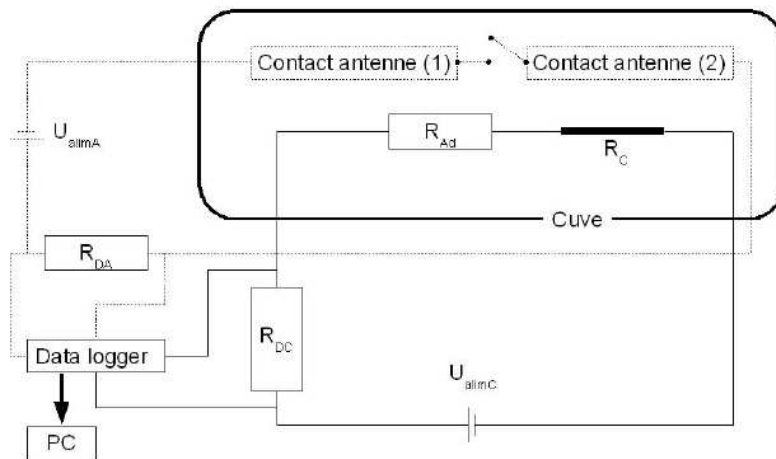 Contact antenne (1)
Contact antenne (2)
U_alimA
R_Ad
R_C
Cuve
R_DA
R_DC
Data logger
U_alimC
PC